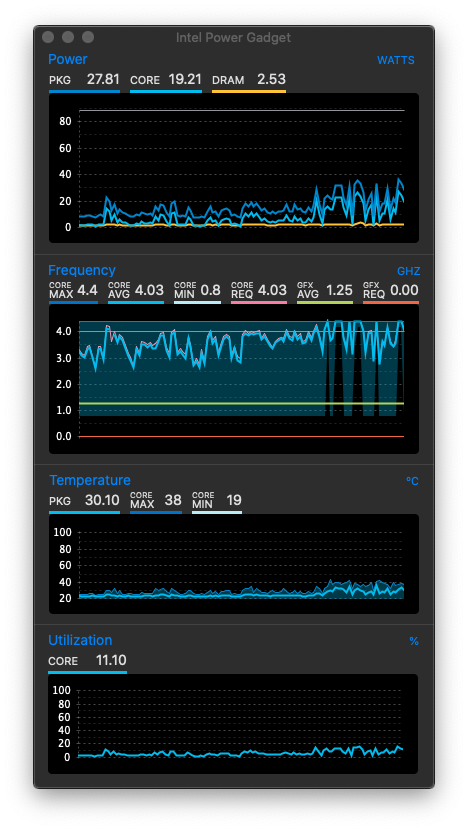 Intel Power Gadget
Power WATTS
PKG 27.81 CORE 19.21 DRAM 2.53
80
60
40
20
0
Frequency GHZ
CORE MAX 4.4 CORE AVG 4.03 CORE MIN 0.8 CORE REQ 4.03 GFX AVG 1.25 GFX REQ 0.00
4.0
3.0
2.0
1.0
0.0
Temperature °C
PKG 30.10 CORE MAX 38 CORE MIN 19
100
80
60
40
20
Utilization %
CORE 11.10
100
80
60
40
20
0